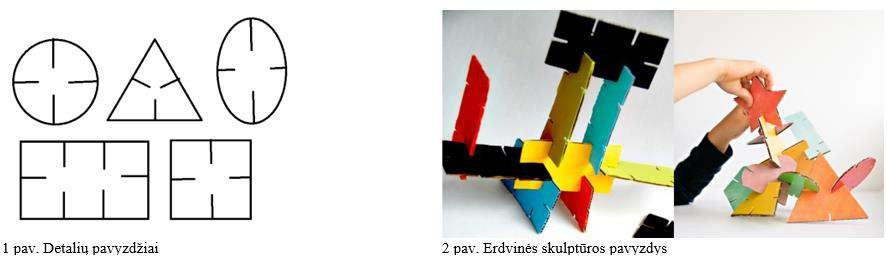 1 pav. Detalių pavyzdžiai
2 pav. Erdvinės skulptūros pavyzdys